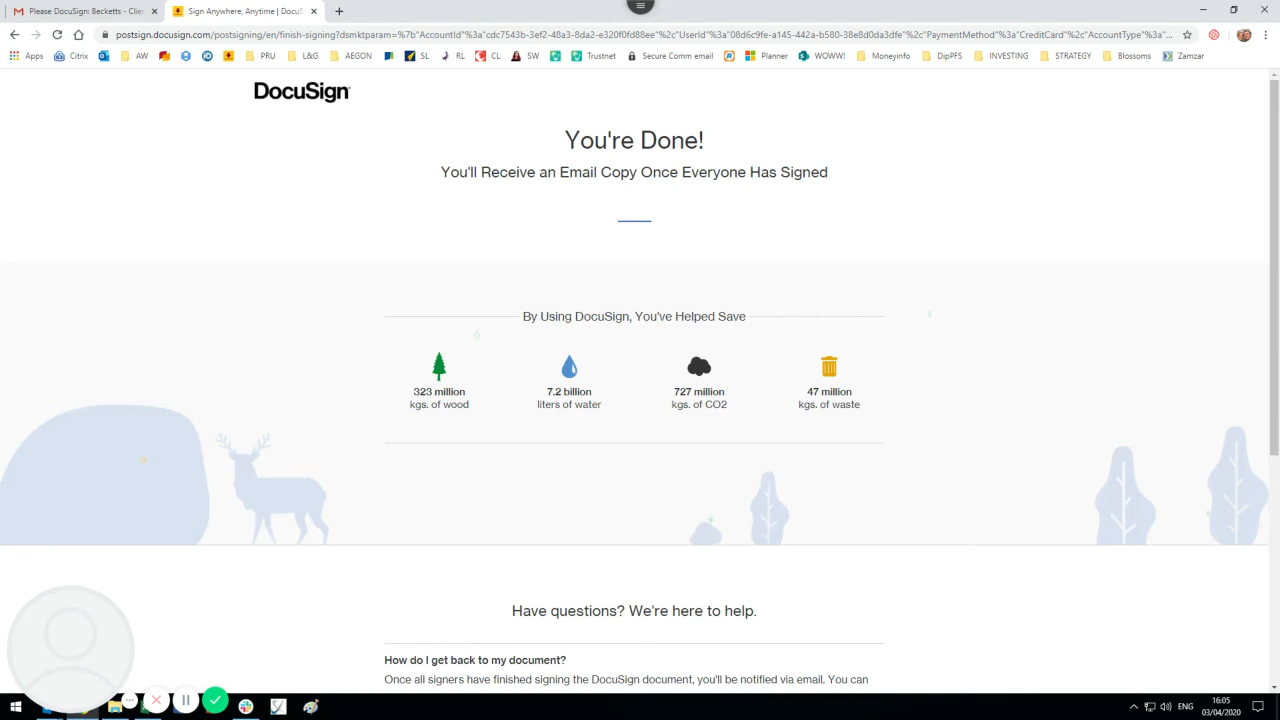 Please DocuSign: Becketts - Clie
Sign Anywhere, Anytime | DocuS
postsign.docusign.com/postsigning/en/finish-signing?dsmktparam=%7b"AccountId"%3a"cdc7543b-3ef2-48a3-8da2-e320f0fd88ee"%2c"UserId"%3a"08d6c9fe-a145-442a-b580-38e8d0da3dfe"%2c"PaymentMethod"%3a"CreditCard"%2c"AccountType"%3a"...
Apps Citrix AW PRU L&G AEGON SL RL CL SW Trustnet Secure Comm email Planner WOWW! Moneyinfo DipPFS INVESTING STRATEGY Blossoms Zamzar
DocuSign
You're Done!
You'll Receive an Email Copy Once Everyone Has Signed
By Using DocuSign, You've Helped Save
323 million 7.2 billion 727 million 47 million
kgs. of wood liters of water kgs. of CO2 kgs. of waste
Have questions? We're here to help.
How do I get back to my document?
Once all signers have finished signing the DocuSign document, you'll be notified via email. You can
ENG
16:05
03/04/2020